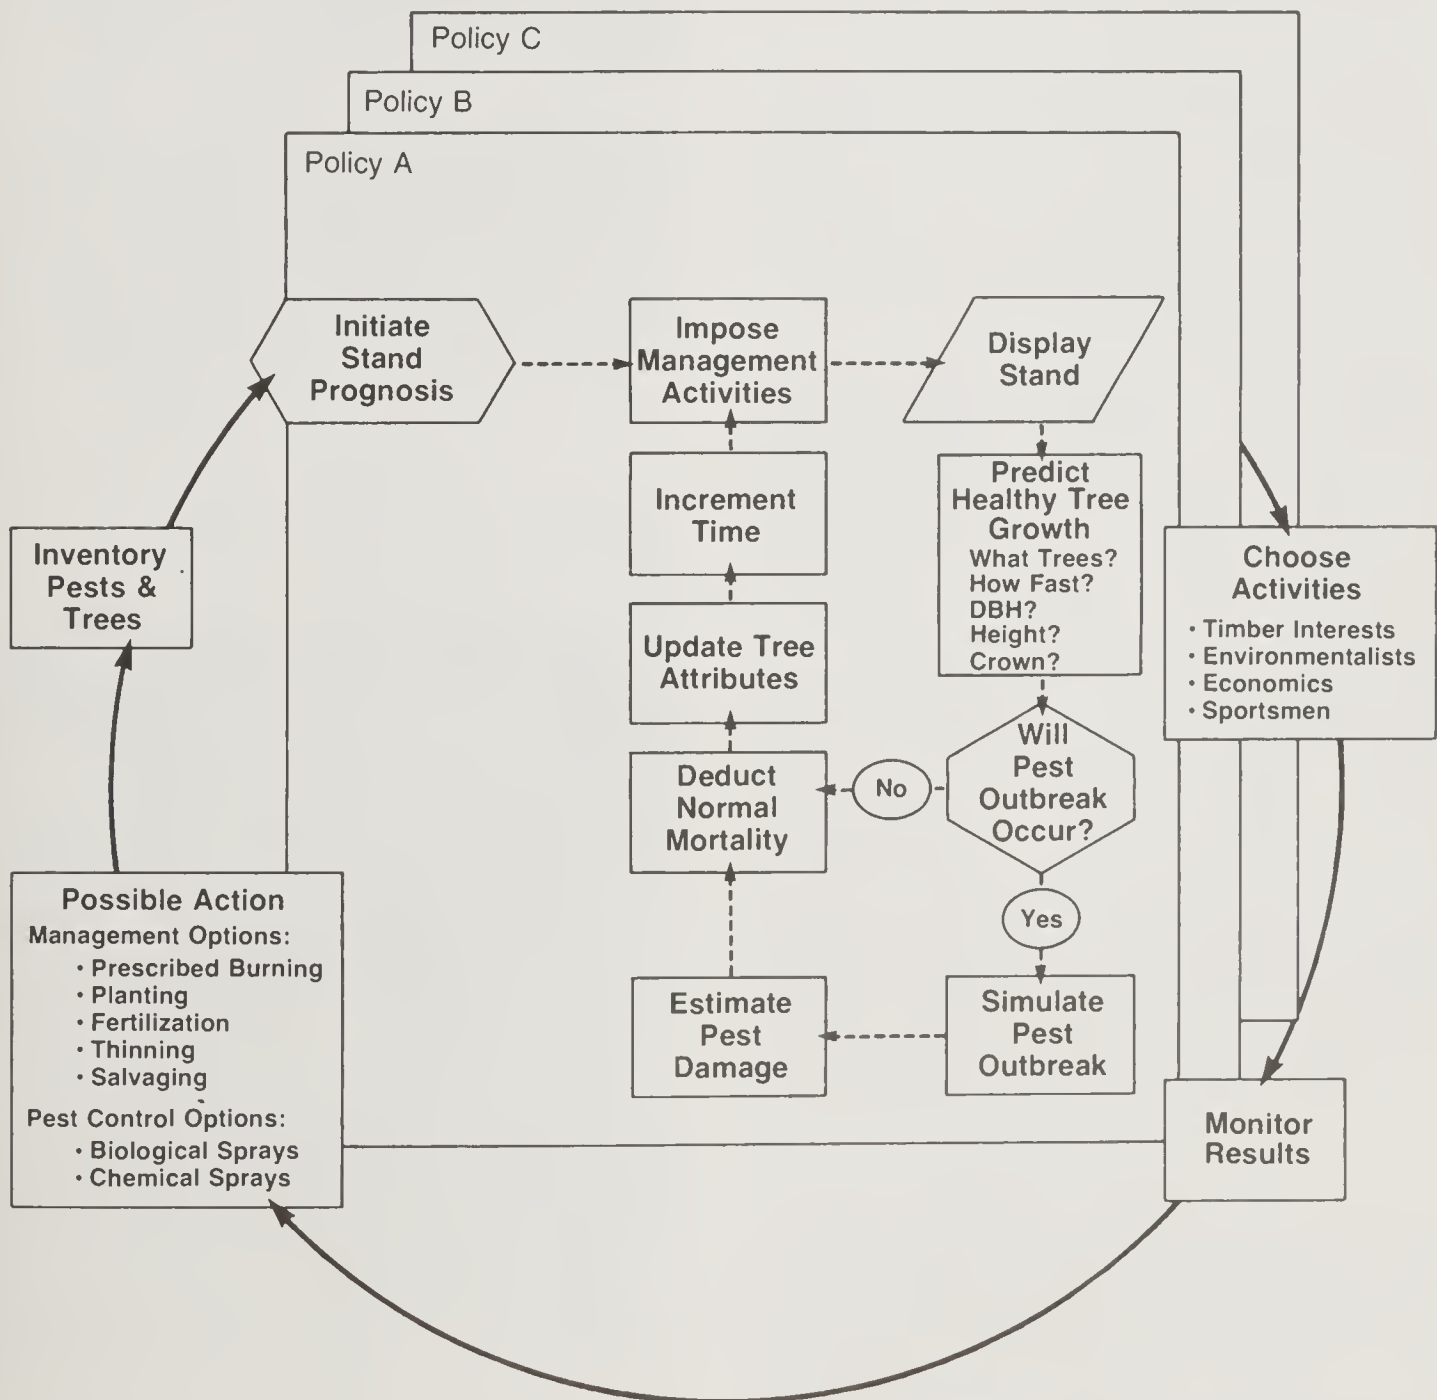 Policy C
Policy B
Policy A
Initiate
Stand
Prognosis
Impose
Management
Activities
Display
Stand
Predict
Healthy Tree
Growth
What Trees?
How Fast?
DBH?
Height?
Crown?
Increment
Time
Update Tree
Attributes
Deduct
Normal
Mortality
No
Will
Pest
Outbreak
Occur?
Yes
Simulate
Pest
Outbreak
Estimate
Pest
Damage
Inventory
Pests &
Trees
Choose
Activities
· Timber Interests
· Environmentalists
· Economics
· Sportsmen
Possible Action
Management Options:
· Prescribed Burning
· Planting
· Fertilization
· Thinning
· Salvaging
Pest Control Options:
· Biological Sprays
· Chemical Sprays
Monitor
Results